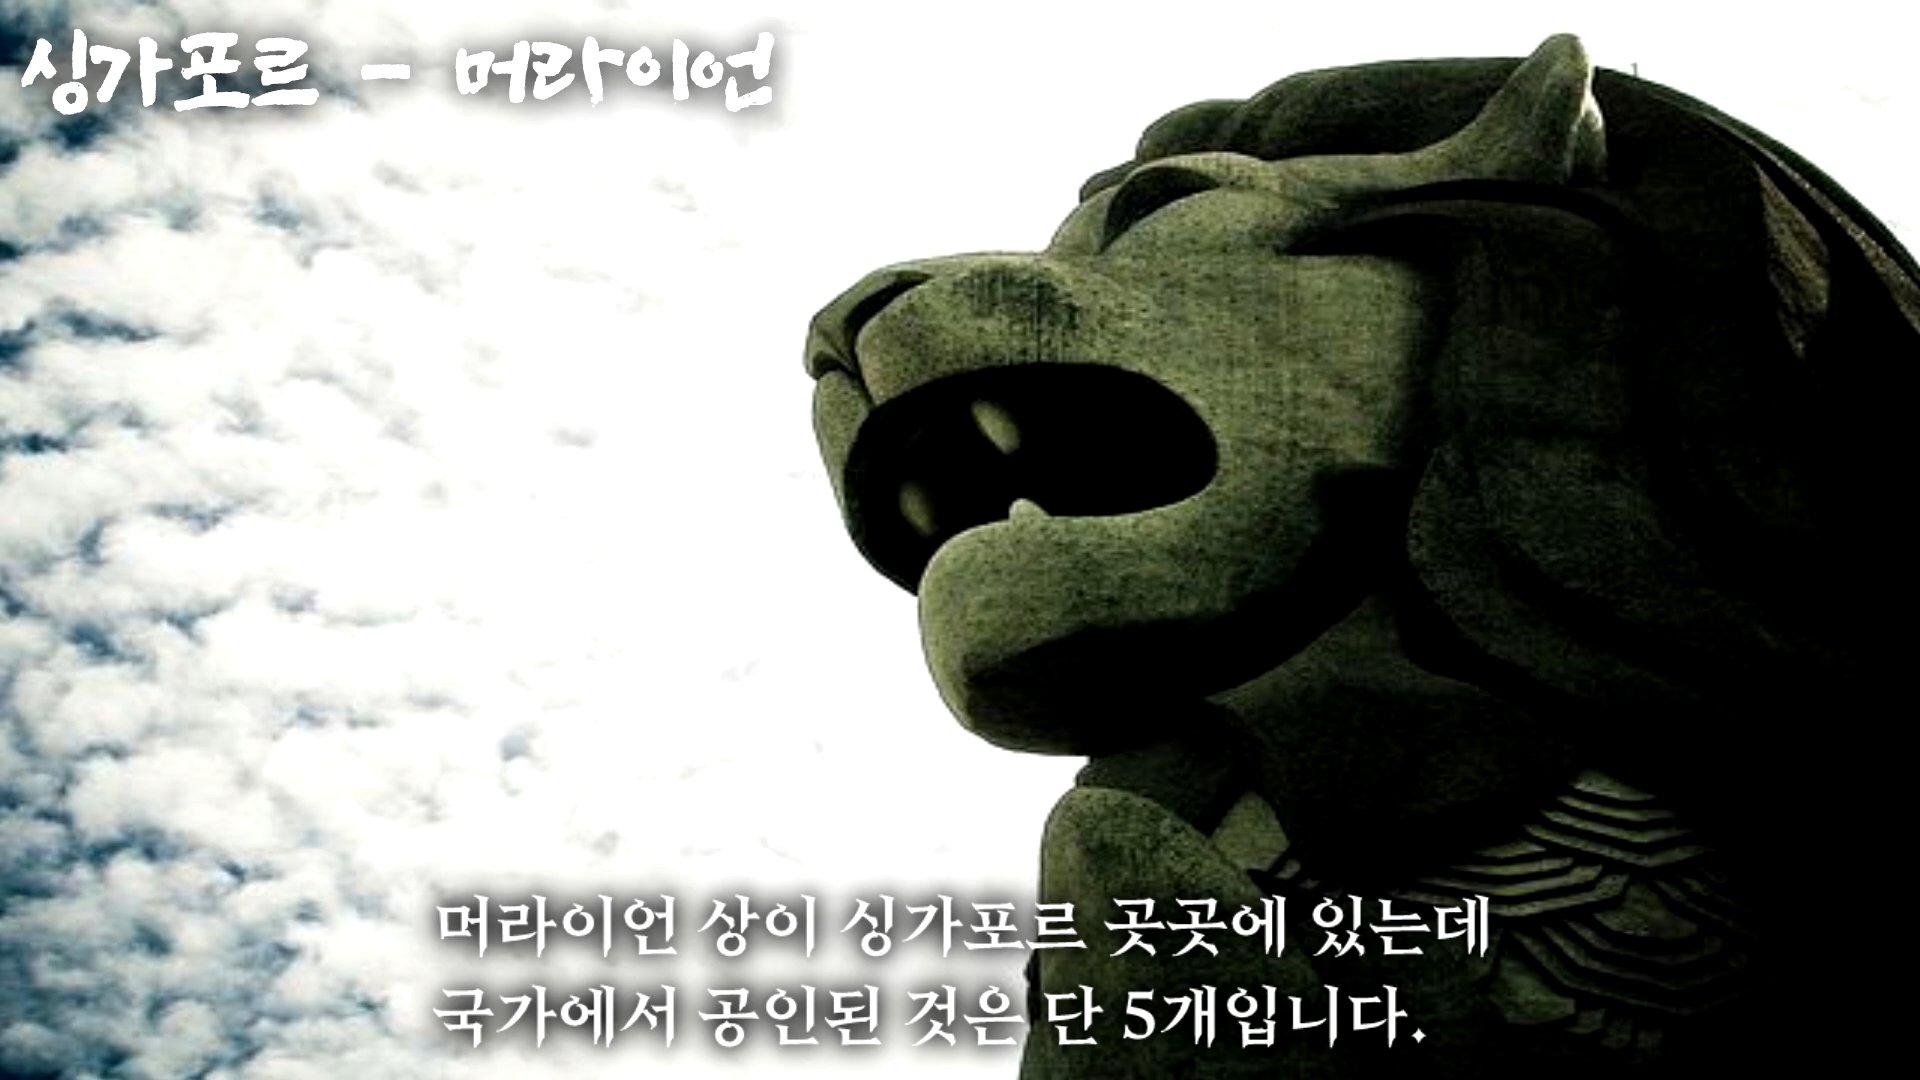 싱가포르 - 머라이언
머라이언 상이 싱가포르 곳곳에 있는데
국가에서 공인된 것은 단 5개입니다.